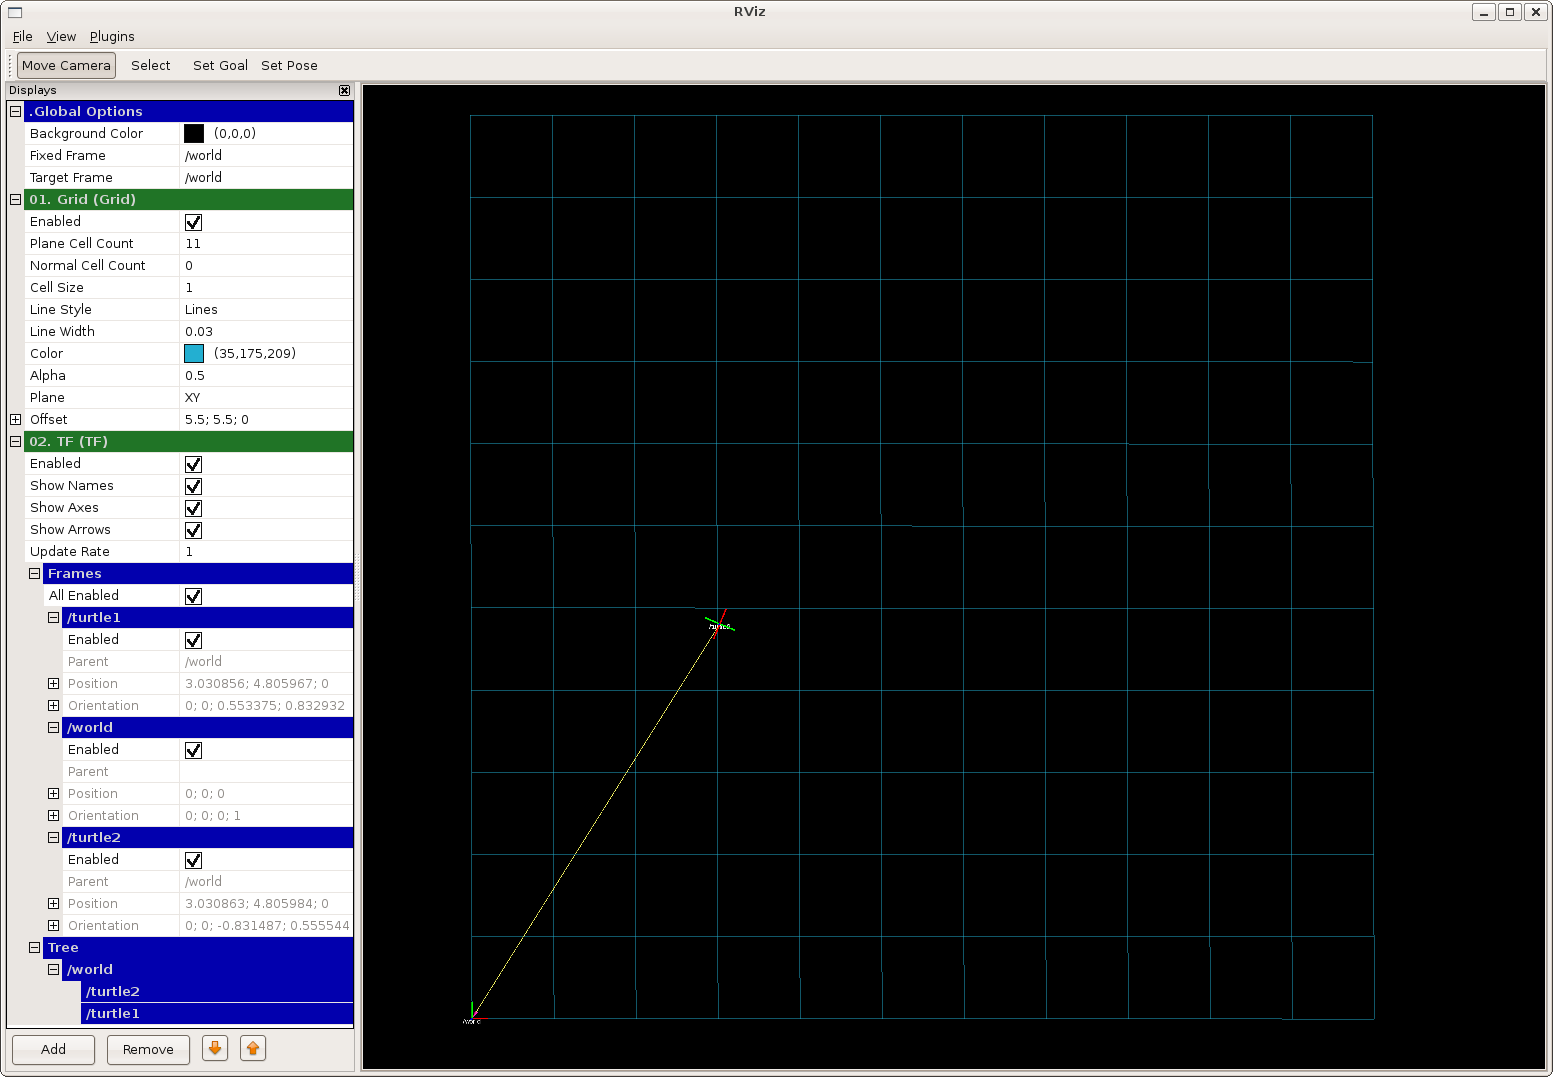 RViz
File View Plugins
Move Camera Select Set Goal Set Pose
Displays
.Global Options
Background Color (0,0,0)
Fixed Frame /world
Target Frame /world
01. Grid (Grid)
Enabled
Plane Cell Count 11
Normal Cell Count 0
Cell Size 1
Line Style Lines
Line Width 0.03
Color (35,175,209)
Alpha 0.5
Plane XY
Offset 5.5; 5.5; 0
02. TF (TF)
Enabled
Show Names
Show Axes
Show Arrows
Update Rate 1
Frames
All Enabled
/turtle1
Enabled
Parent /world
Position 3.030856; 4.805967; 0
Orientation 0; 0; 0.553375; 0.832932
/world
Enabled
Parent
Position 0; 0; 0
Orientation 0; 0; 0; 1
/turtle2
Enabled
Parent /world
Position 3.030863; 4.805984; 0
Orientation 0; 0; -0.831487; 0.555544
Tree
/world
/turtle2
/turtle1
Add Remove